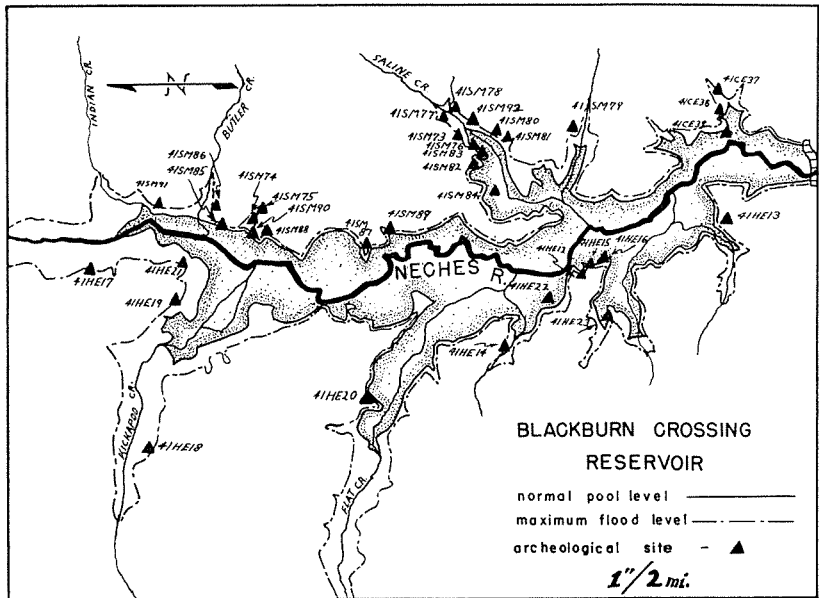 INDIAN CR.
N
BUTLER CR.
SALINE CR.
41SM78
41SM77
41SM92
41SM80
41SM79
41SM73
41SM81
41SM76
41SM83
41SM82
41SM84
41CE37
41CE38
41CE39
41SM86
41SM85
41SM74
41SM75
41SM90
41SM88
41SM91
41SM
87
41SM89
41HE13
41HE13
41HE15
41HE16
NECHES R.
41HE17
41HE21
41HE19
41HE22
41HE23
41HE14
41HE20
KICKAPOO CR.
41HE18
FLAT CR.
BLACKBURN CROSSING
RESERVOIR
normal pool level
maximum flood level
archeological site -
1"/2 mi.